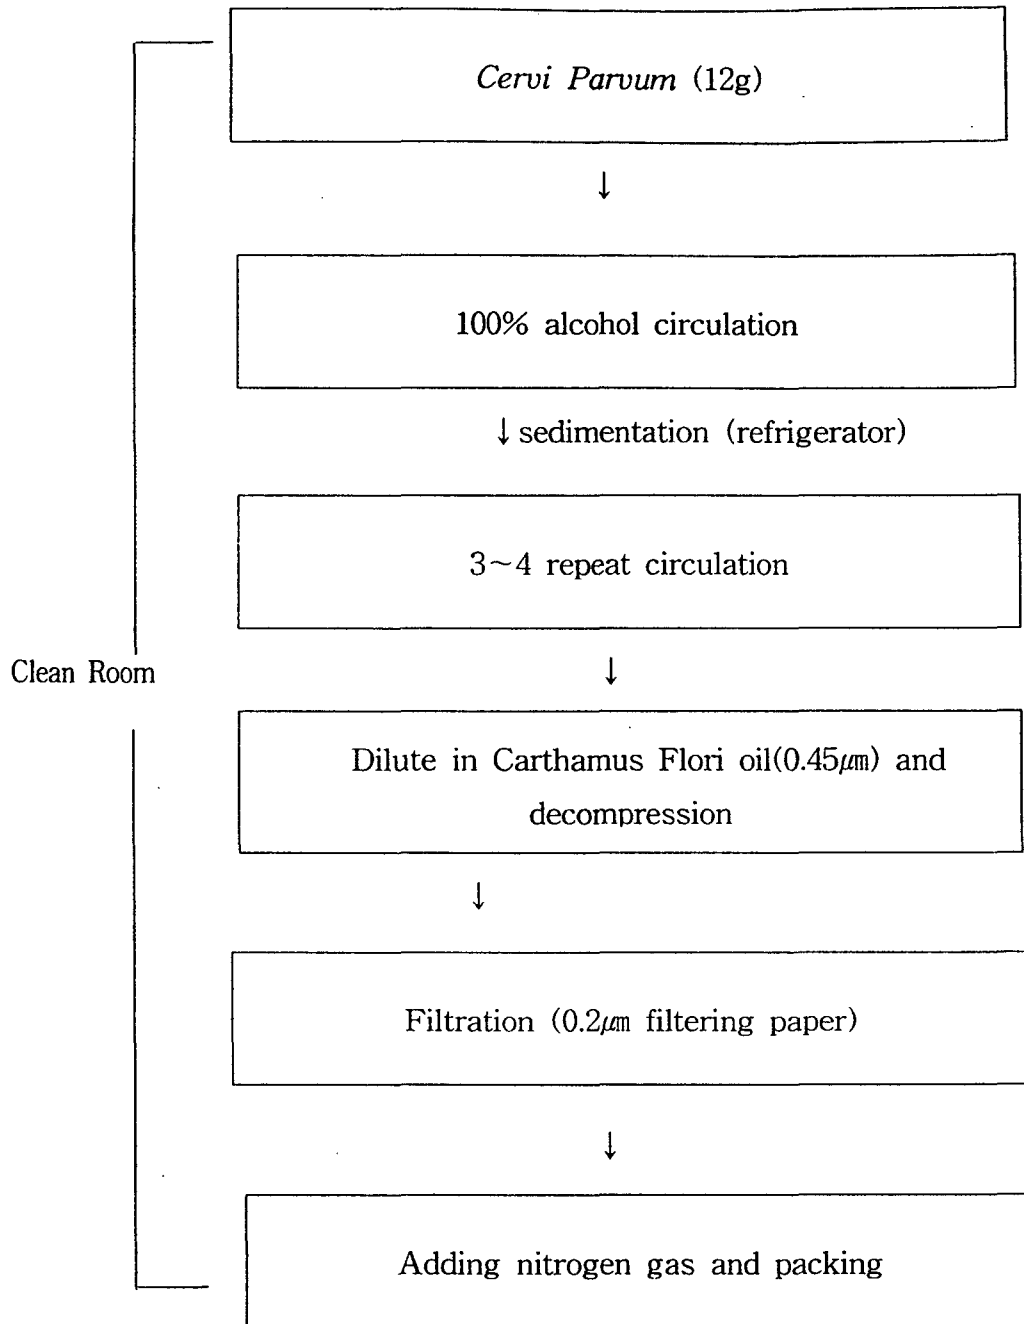 Cervi Parvum (12g)
↓
100% alcohol circulation
↓ sedimentation (refrigerator)
3~4 repeat circulation
Clean Room
↓
Dilute in Carthamus Flori oil(0.45㎛) and
decompression
↓
Filtration (0.2㎛ filtering paper)
↓
Adding nitrogen gas and packing